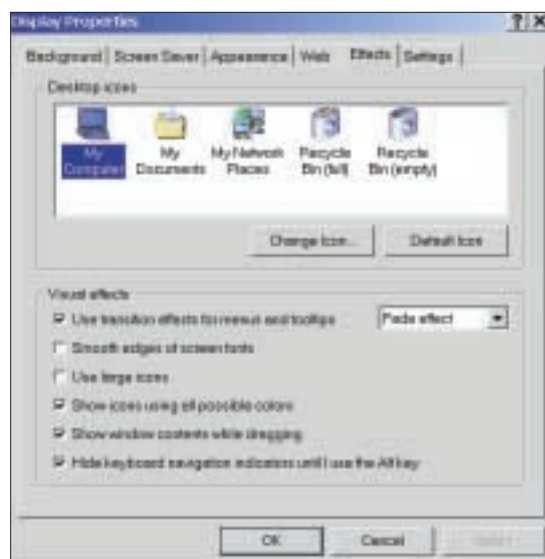 Display Properties
Background Screen Saver Appearance Web Effects Settings
Desktop icons
My Computer
My Documents
My Network Places
Recycle Bin (full)
Recycle Bin (empty)
Change Icon... Default Icon
Visual effects
Use transition effects for menus and tooltips Fade effect
Smooth edges of screen fonts
Use large icons
Show icons using all possible colors
Show window contents while dragging
Hide keyboard navigation indicators until I use the Alt key
OK Cancel